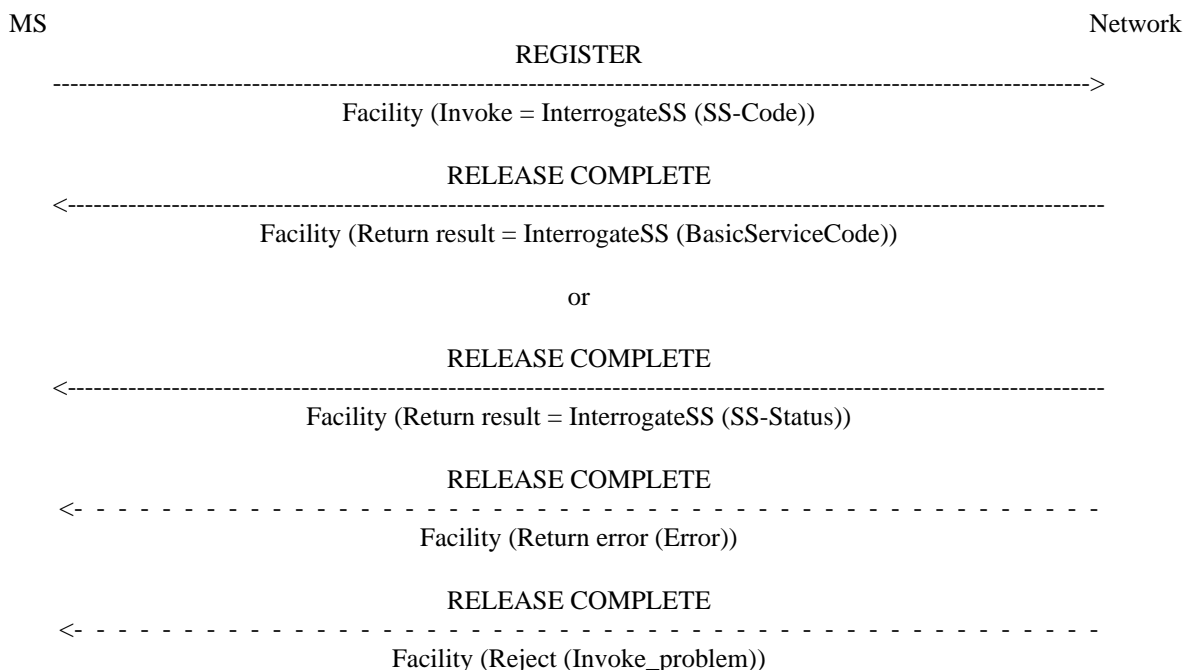 MS Network
REGISTER
Facility (Invoke = InterrogateSS (SS-Code))
RELEASE COMPLETE
Facility (Return result = InterrogateSS (BasicServiceCode))
or
RELEASE COMPLETE
Facility (Return result = InterrogateSS (SS-Status))
RELEASE COMPLETE
Facility (Return error (Error))
RELEASE COMPLETE
Facility (Reject (Invoke_problem))